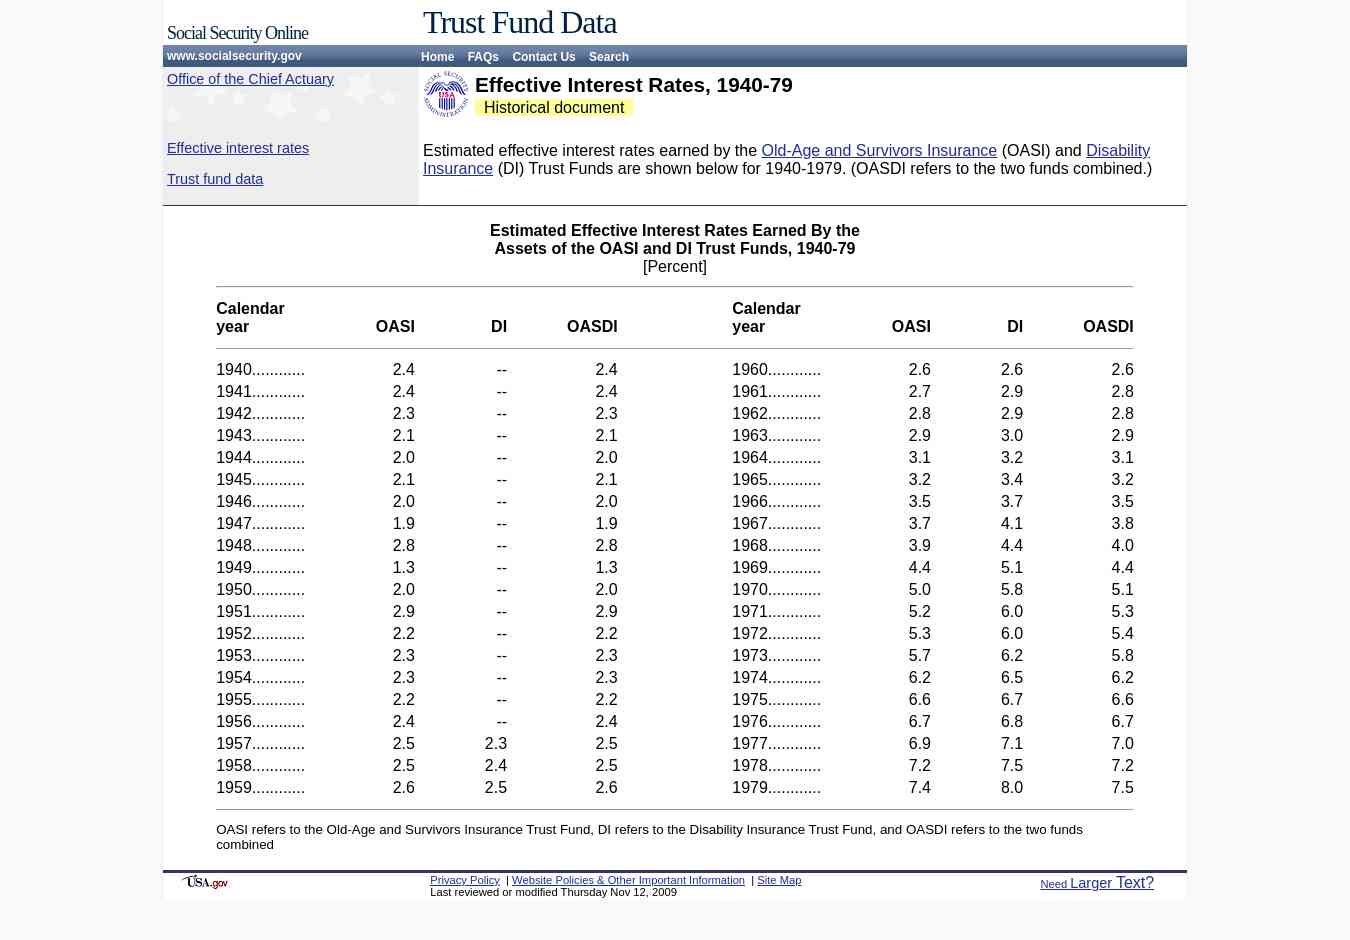 Social Security Online
Trust Fund Data
www.socialsecurity.gov
Home FAQs Contact Us Search
Office of the Chief Actuary
Effective interest rates
Trust fund data
SOCIAL SECURITY ADMINISTRATION
USA
Effective Interest Rates, 1940-79
Historical document
Estimated effective interest rates earned by the Old-Age and Survivors Insurance (OASI) and Disability
Insurance (DI) Trust Funds are shown below for 1940-1979. (OASDI refers to the two funds combined.)
Estimated Effective Interest Rates Earned By the
Assets of the OASI and DI Trust Funds, 1940-79
[Percent]
Calendar Calendar
year OASI DI OASDI year OASI DI OASDI
1940............ 2.4 -- 2.4 1960............ 2.6 2.6 2.6
1941............ 2.4 -- 2.4 1961............ 2.7 2.9 2.8
1942............ 2.3 -- 2.3 1962............ 2.8 2.9 2.8
1943............ 2.1 -- 2.1 1963............ 2.9 3.0 2.9
1944............ 2.0 -- 2.0 1964............ 3.1 3.2 3.1
1945............ 2.1 -- 2.1 1965............ 3.2 3.4 3.2
1946............ 2.0 -- 2.0 1966............ 3.5 3.7 3.5
1947............ 1.9 -- 1.9 1967............ 3.7 4.1 3.8
1948............ 2.8 -- 2.8 1968............ 3.9 4.4 4.0
1949............ 1.3 -- 1.3 1969............ 4.4 5.1 4.4
1950............ 2.0 -- 2.0 1970............ 5.0 5.8 5.1
1951............ 2.9 -- 2.9 1971............ 5.2 6.0 5.3
1952............ 2.2 -- 2.2 1972............ 5.3 6.0 5.4
1953............ 2.3 -- 2.3 1973............ 5.7 6.2 5.8
1954............ 2.3 -- 2.3 1974............ 6.2 6.5 6.2
1955............ 2.2 -- 2.2 1975............ 6.6 6.7 6.6
1956............ 2.4 -- 2.4 1976............ 6.7 6.8 6.7
1957............ 2.5 2.3 2.5 1977............ 6.9 7.1 7.0
1958............ 2.5 2.4 2.5 1978............ 7.2 7.5 7.2
1959............ 2.6 2.5 2.6 1979............ 7.4 8.0 7.5
OASI refers to the Old-Age and Survivors Insurance Trust Fund, DI refers to the Disability Insurance Trust Fund, and OASDI refers to the two funds
combined
USA.gov
Privacy Policy | Website Policies & Other Important Information | Site Map
Last reviewed or modified Thursday Nov 12, 2009
Need Larger Text?